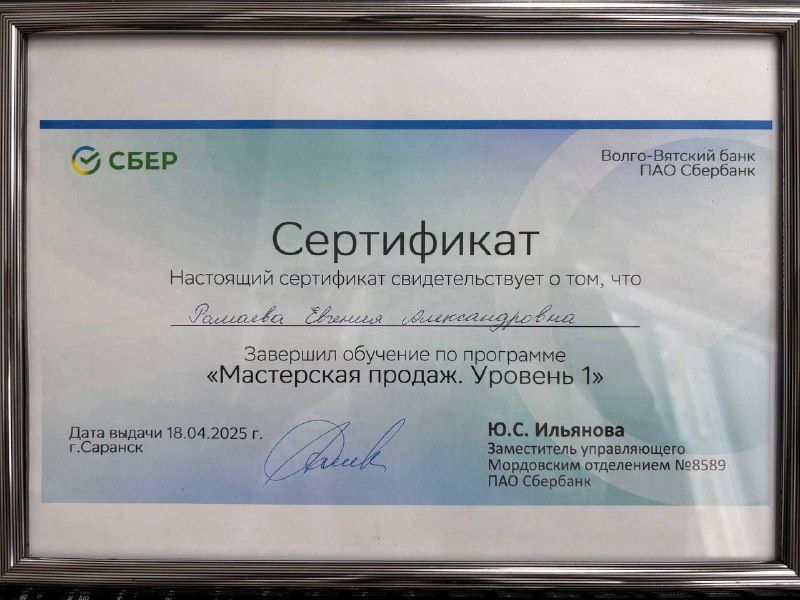 СБЕР
Волго-Вятский банк
ПАО Сбербанк
Сертификат
Настоящий сертификат свидетельствует о том, что
Рамаева Евгения Александровна
Завершил обучение по программе
«Мастерская продаж. Уровень 1»
Дата выдачи 18.04.2025 г.
г.Саранск
Ю.С. Ильянова
Заместитель управляющего
Мордовским отделением №8589
ПАО Сбербанк